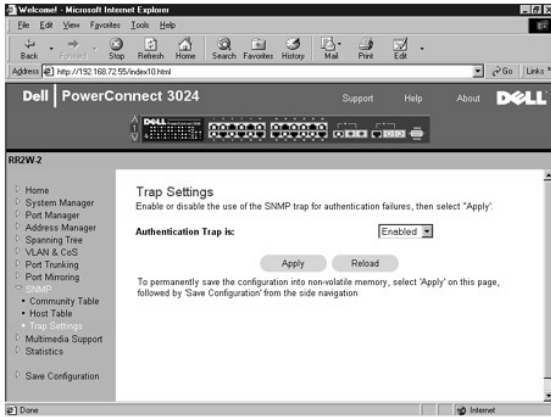 Welcome! - Microsoft Internet Explorer
File Edit View Favorites Tools Help
Back Forward Stop Refresh Home Search Favorites History Mail Print Edit
Address http://192.168.72.55/index10.html Go Links
Dell PowerConnect 3024
Support Help About DELL
DELL
RR2W-2
Home
System Manager
Port Manager
Address Manager
Spanning Tree
VLAN & CoS
Port Trunking
Port Mirroring
SNMP
• Community Table
• Host Table
• Trap Settings
Multimedia Support
Statistics
Save Configuration
Trap Settings
Enable or disable the use of the SNMP trap for authentication failures, then select "Apply'.
Authentication Trap is: Enabled
Apply Reload
To permanently save the configuration into non-volatile memory, select 'Apply' on this page,
followed by 'Save Configuration' from the side navigation
Done Internet